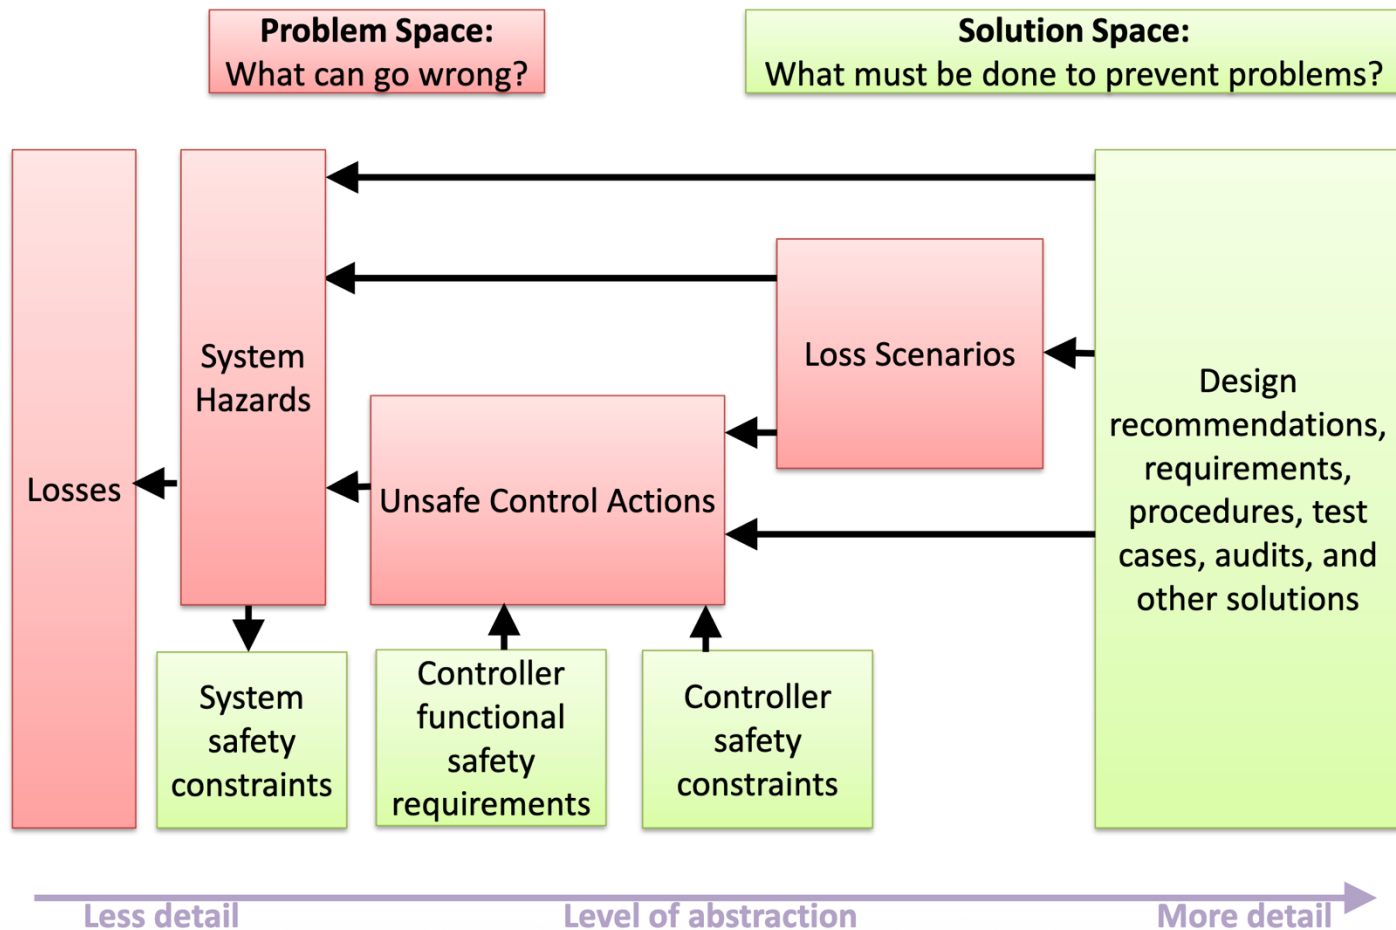 Problem Space:
What can go wrong?
Solution Space:
What must be done to prevent problems?
Losses
System
Hazards
Unsafe Control Actions
Loss Scenarios
Design
recommendations,
requirements,
procedures, test
cases, audits, and
other solutions
System
safety
constraints
Controller
functional
safety
requirements
Controller
safety
constraints
Less detail
Level of abstraction
More detail